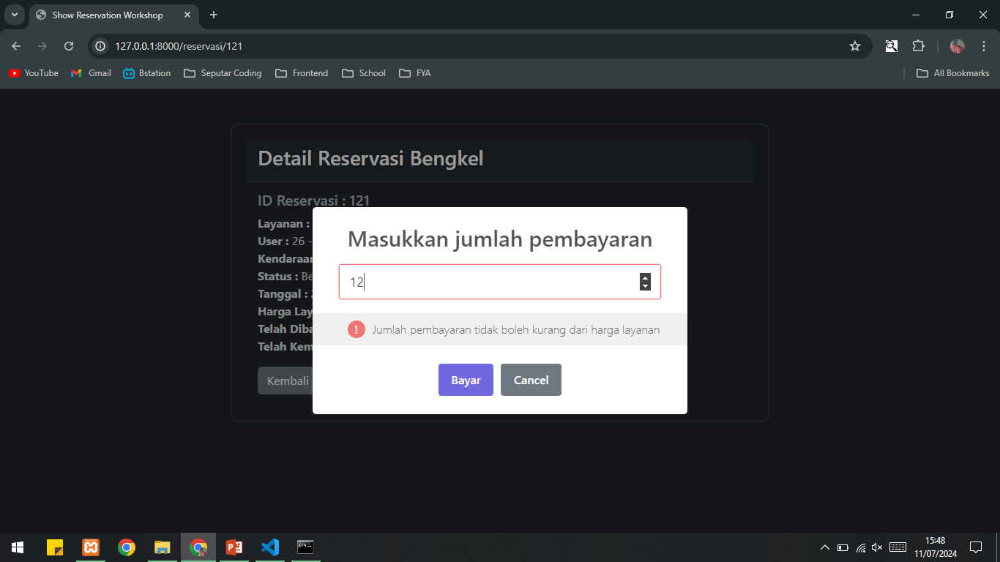 Show Reservation Workshop
127.0.0.1:8000/reservasi/121
YouTube Gmail Bstation Seputar Coding Frontend School FYA All Bookmarks
Detail Reservasi Bengkel
ID Reservasi : 121
Layanan :
User : 26 -
Kendaraan
Status : Be
Tanggal :
Harga Lay
Telah Diba
Telah Kem
Kembali
Masukkan jumlah pembayaran
12
! Jumlah pembayaran tidak boleh kurang dari harga layanan
Bayar Cancel
15:48
11/07/2024